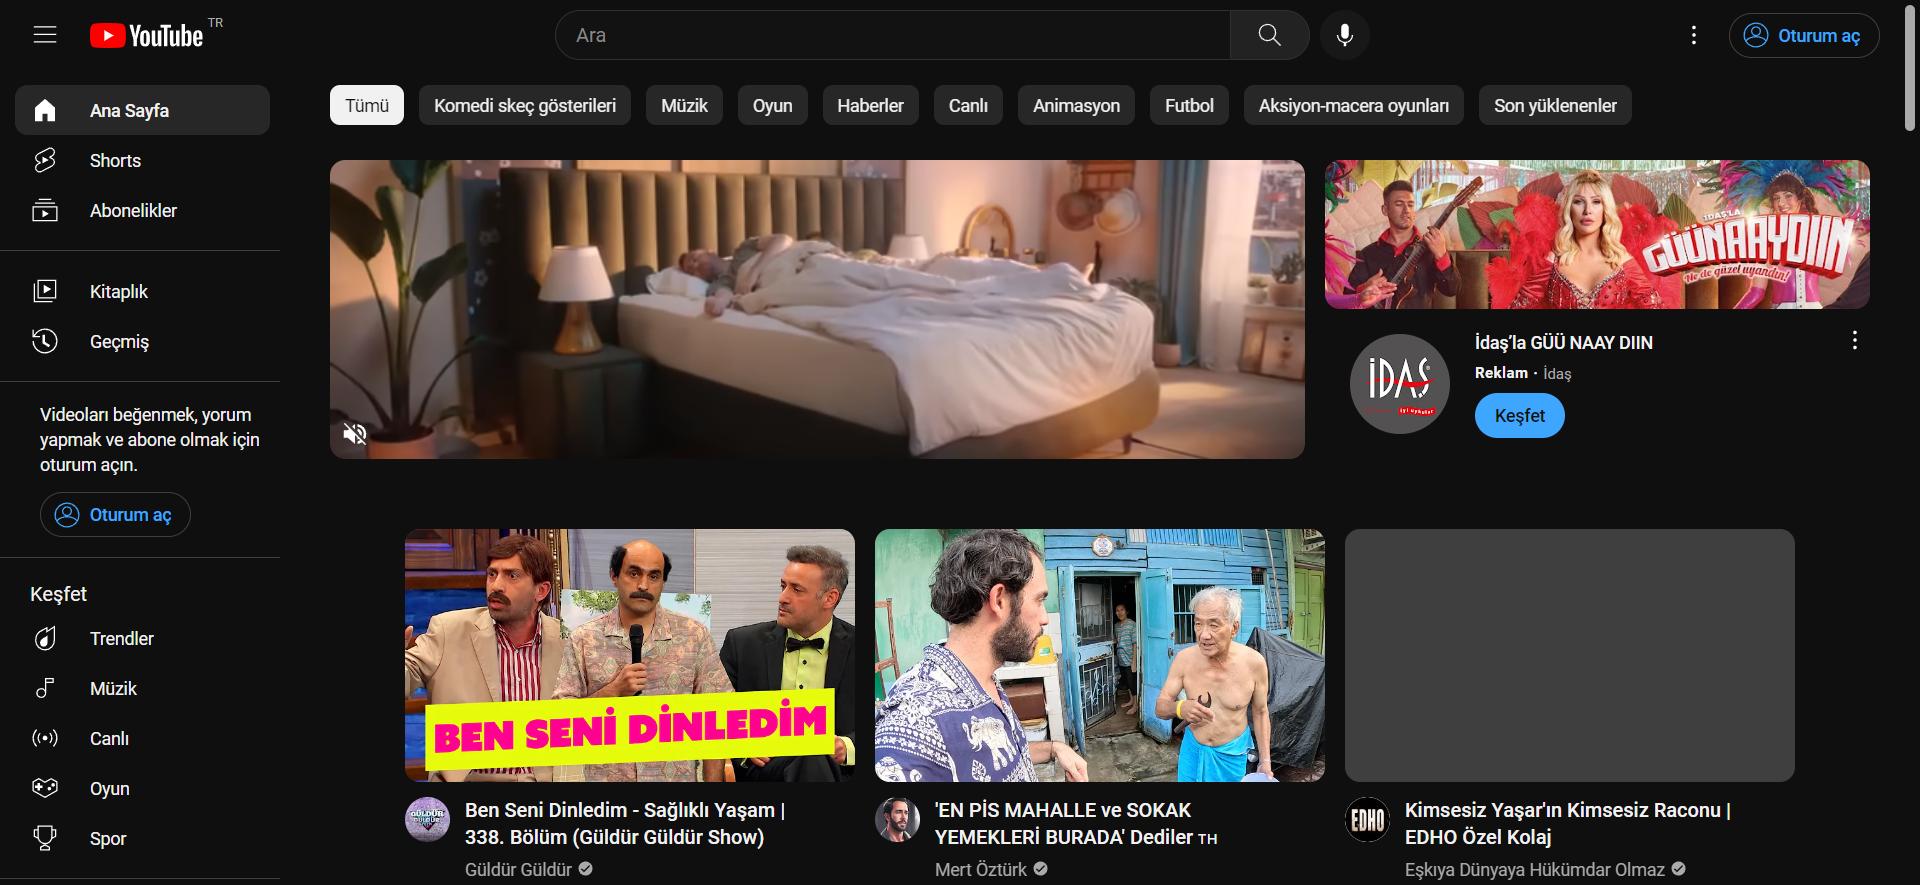 YouTube TR
Ara
Oturum aç
Ana Sayfa
Shorts
Abonelikler
Kitaplık
Geçmiş
Videoları beğenmek, yorum
yapmak ve abone olmak için
oturum açın.
Oturum aç
Keşfet
Trendler
Müzik
Canlı
Oyun
Spor
Tümü
Komedi skeç gösterileri
Müzik
Oyun
Haberler
Canlı
Animasyon
Futbol
Aksiyon-macera oyunları
Son yüklenenler
İDAŞ'LA
GÜÜNAAYDIIN
Ne de güzel uyandın!
İDAŞ
iyi uykular
İdaş’la GÜÜ NAAY DIIN
Reklam · İdaş
Keşfet
BEN SENİ DİNLEDİM
GÜLDÜR
GÜLDÜR
Ben Seni Dinledim - Sağlıklı Yaşam |
338. Bölüm (Güldür Güldür Show)
Güldür Güldür
'EN PİS MAHALLE ve SOKAK
YEMEKLERİ BURADA' Dediler TH
Mert Öztürk
EDHO
Kimsesiz Yaşar'ın Kimsesiz Raconu |
EDHO Özel Kolaj
Eşkıya Dünyaya Hükümdar Olmaz